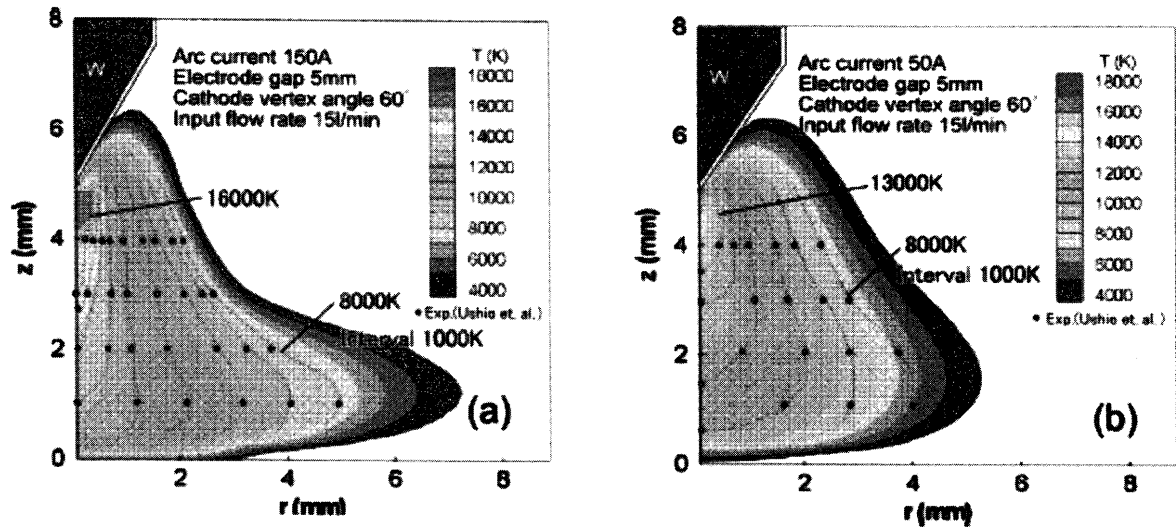 8
6
4
2
0
z (mm)
W
Arc current 150A
Electrode gap 5mm
Cathode vertex angle 60°
Input flow rate 15l/min
T (K)
18000
16000
14000
12000
10000
8000
6000
4000
• Exp.(Ushio et. al.)
16000K
8000K
Interval 1000K
(a)
2
4
6
8
r (mm)
8
6
4
2
0
z (mm)
W
Arc current 50A
Electrode gap 5mm
Cathode vertex angle 60°
Input flow rate 15l/min
T (K)
18000
16000
14000
12000
10000
8000
6000
4000
• Exp.(Ushio et. al.)
13000K
8000K
Interval 1000K
(b)
2
4
6
8
r (mm)